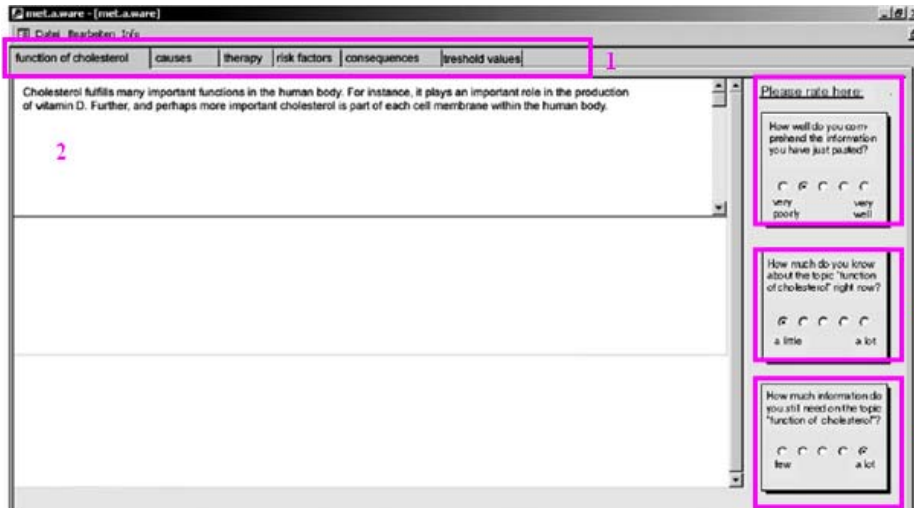 met.a.ware - [met.a.ware]
Datei Bearbeiten Info
function of cholesterol causes therapy risk factors consequences treshold values
1
Cholesterol fulfills many important functions in the human body. For instance, it plays an important role in the production
of vitamin D. Further, and perhaps more important cholesterol is part of each cell membrane within the human body.
2
Please rate here:
How well do you com-
prehend the information
you have just pasted?
very very
poorly well
How much do you know
about the topic "function
of cholesterol" right now?
a little a lot
How much information do
you still need on the topic
"function of cholesterol"?
few a lot